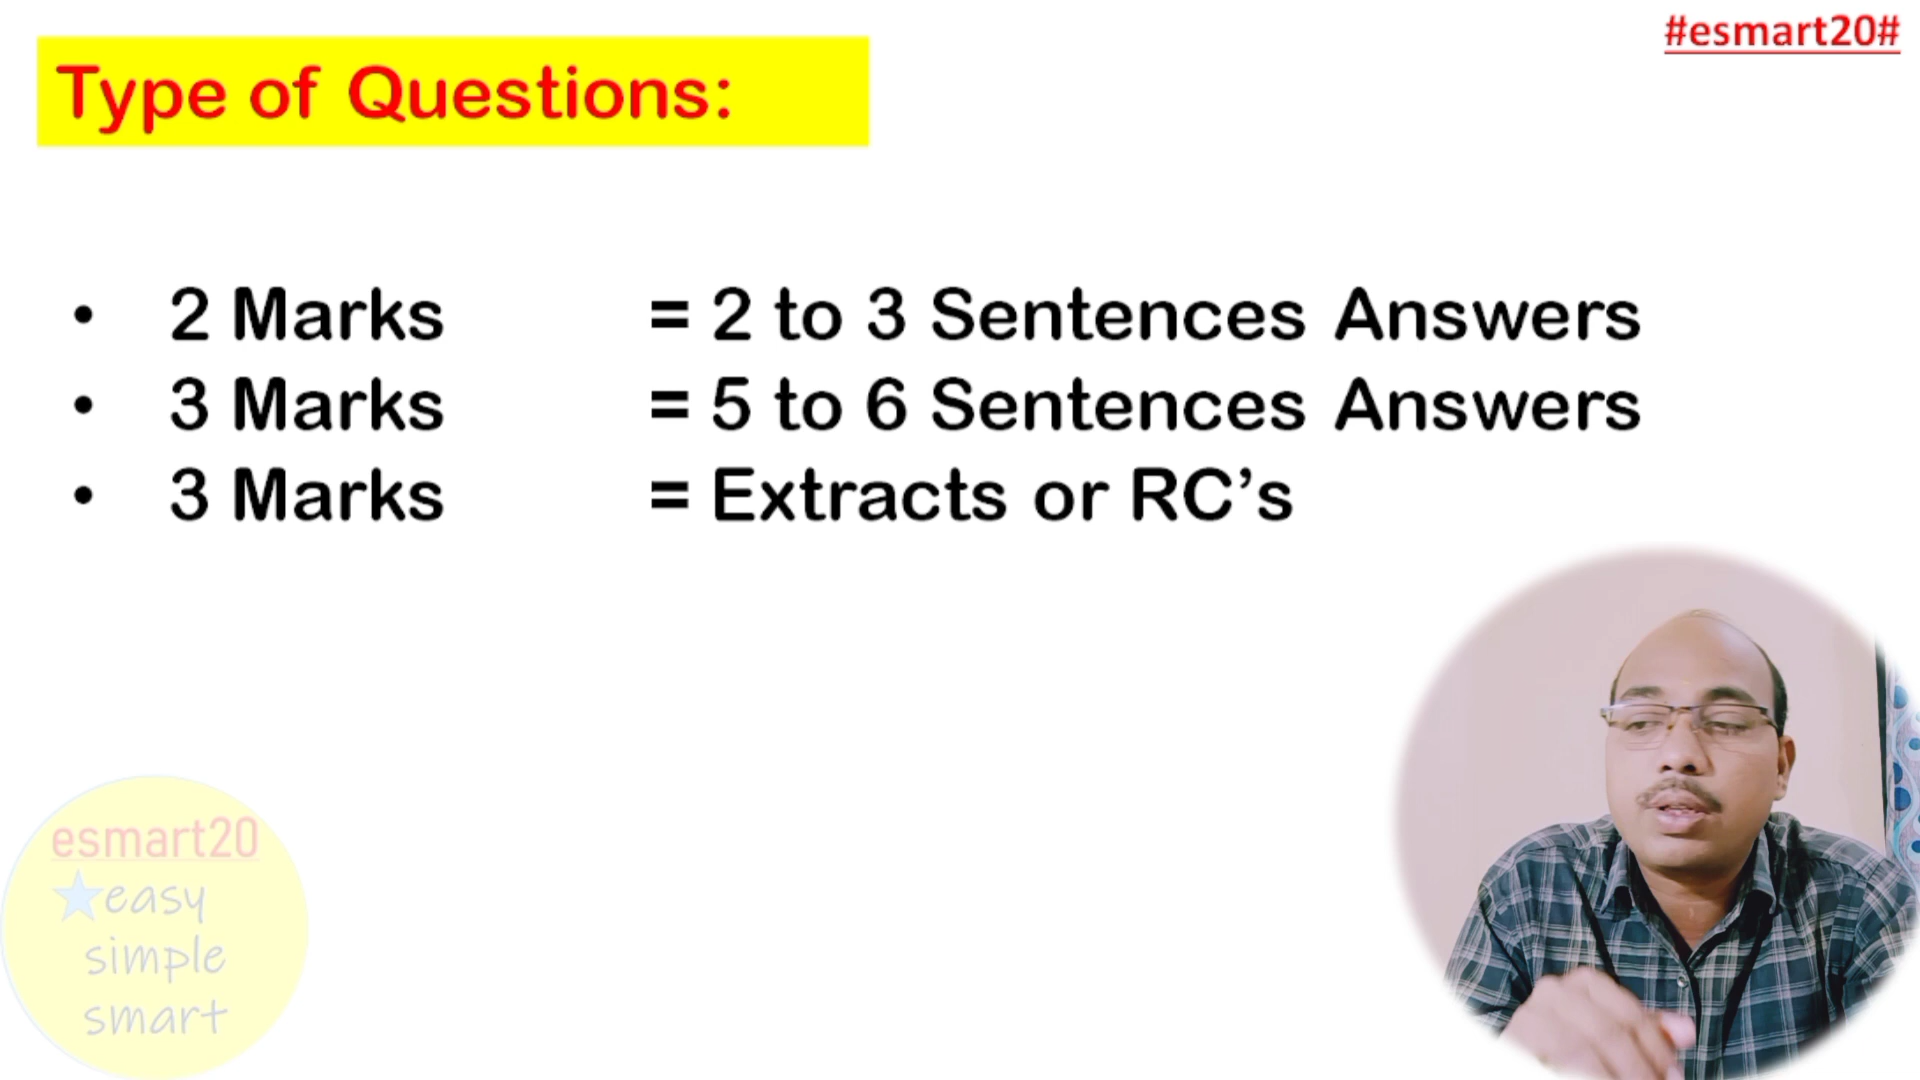 #esmart20#
Type of Questions:
• 2 Marks = 2 to 3 Sentences Answers
• 3 Marks = 5 to 6 Sentences Answers
• 3 Marks = Extracts or RC’s
esmart20
easy
simple
smart